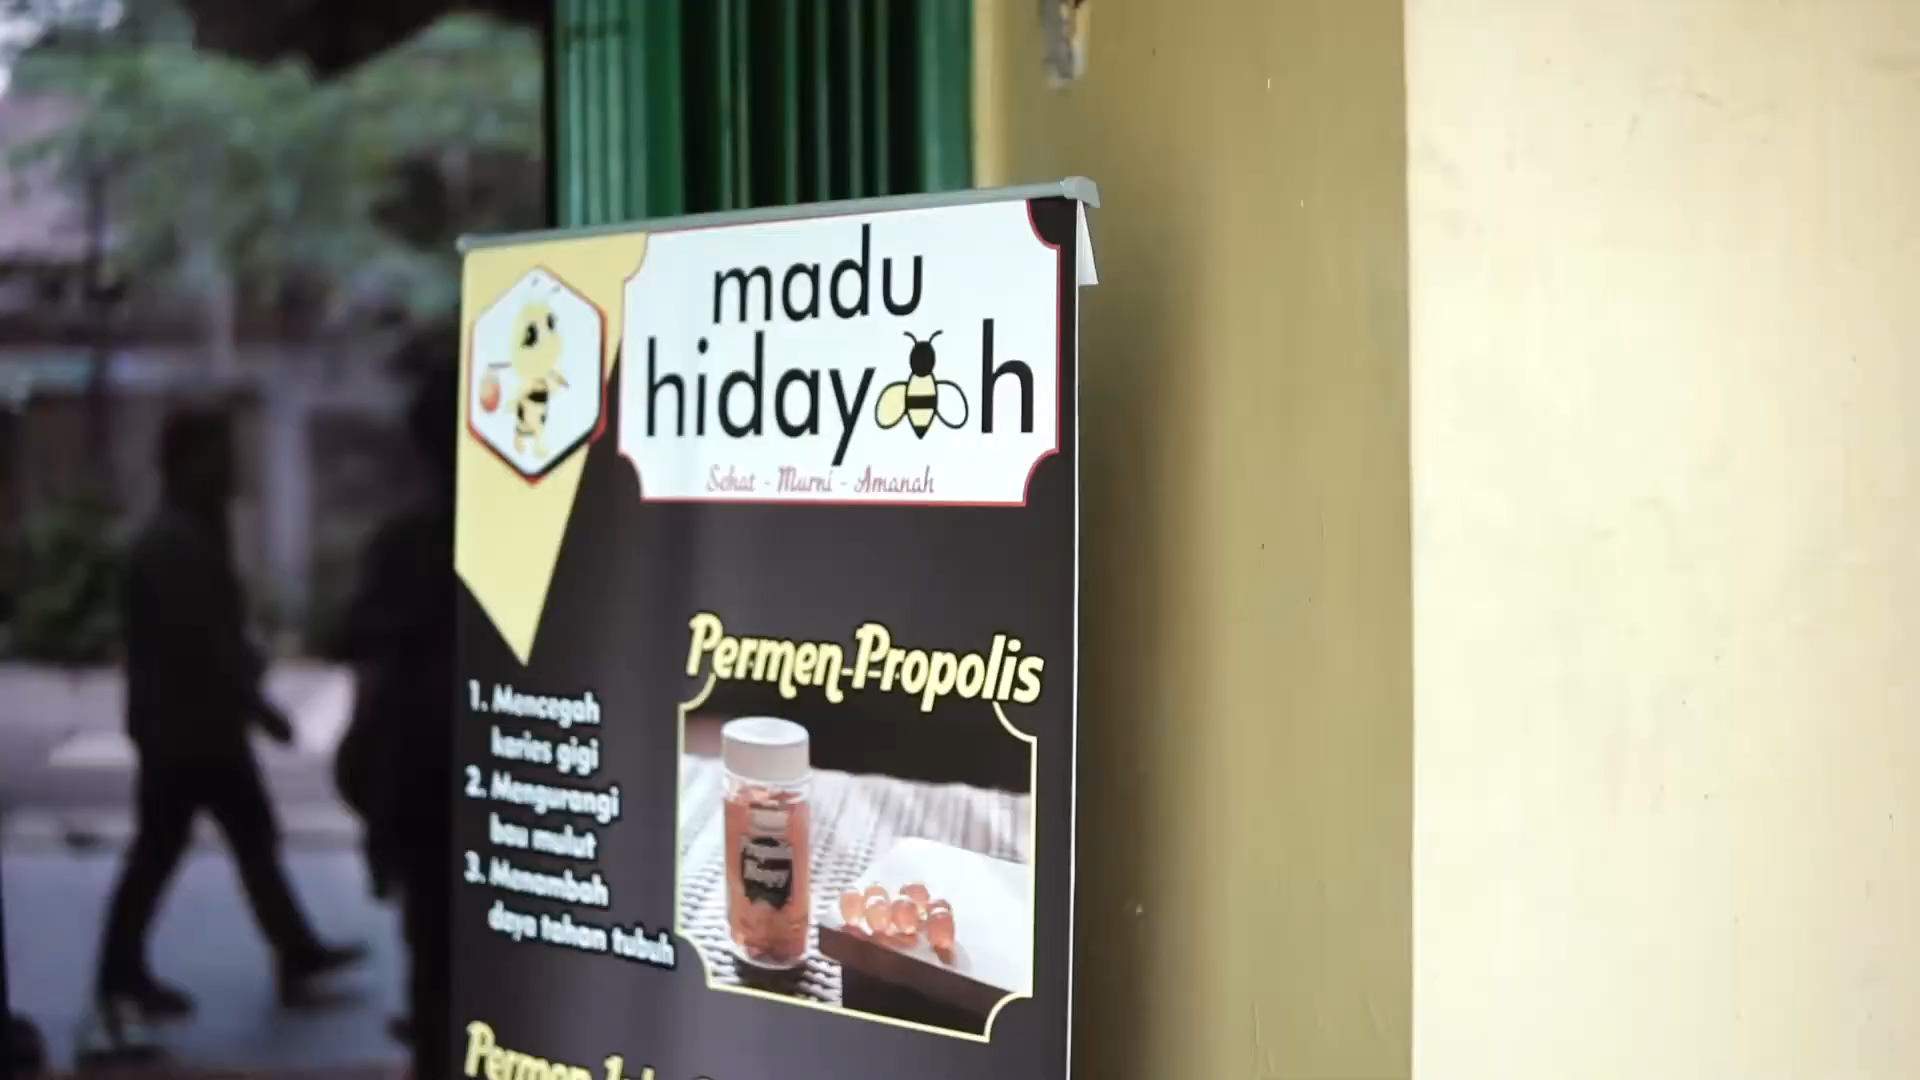 madu
hidayah
Sehat - Murni - Amanah
Permen Propolis
1. Mencegah
karies gigi
2. Mengurangi
bau mulut
3. Menambah
daya tahan tubuh
Permen